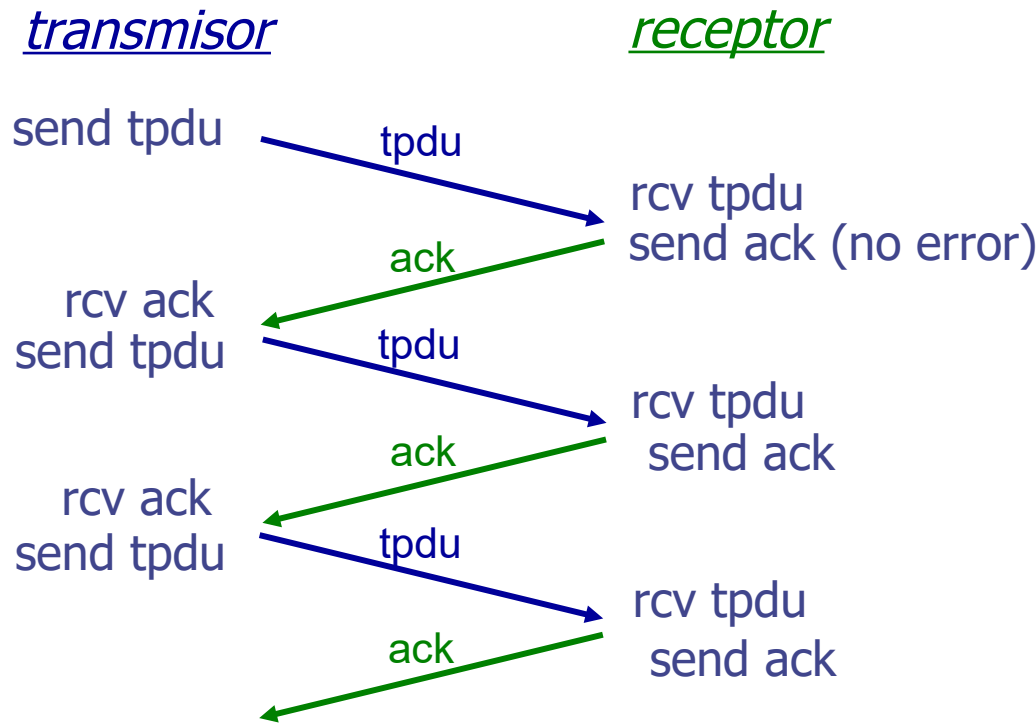 transmisor
receptor
send tpdu
tpdu
rcv tpdu
send ack (no error)
ack
rcv ack
send tpdu
tpdu
rcv tpdu
send ack
ack
rcv ack
send tpdu
tpdu
rcv tpdu
send ack
ack